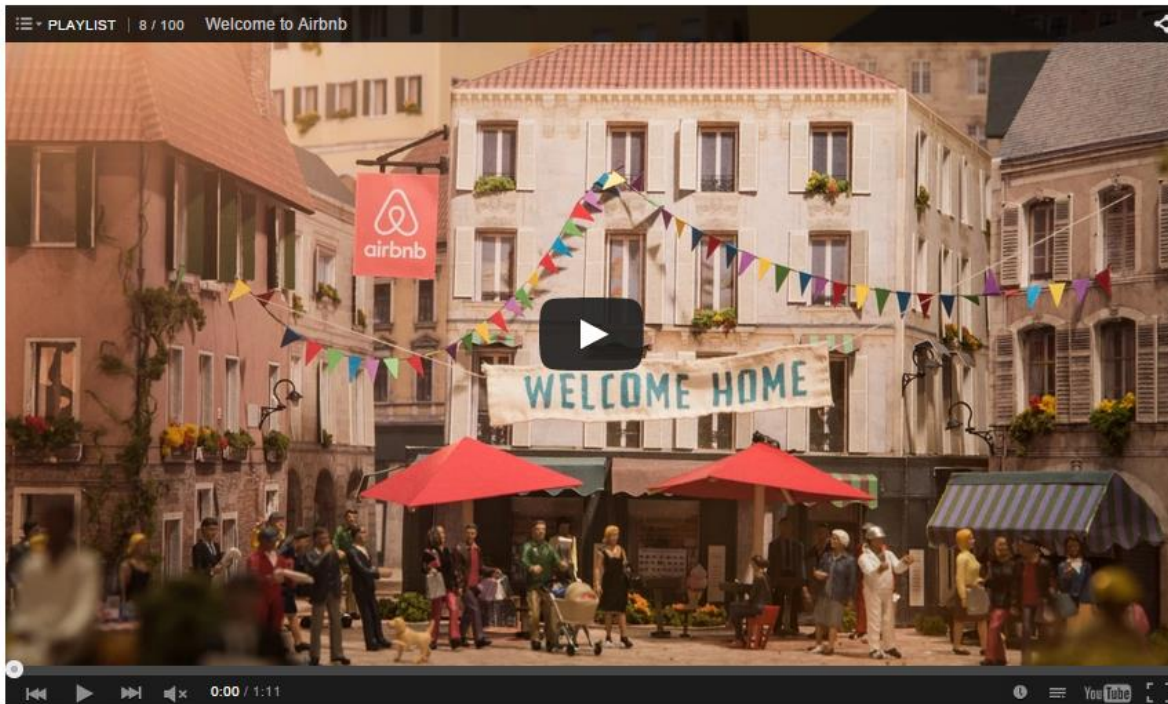 PLAYLIST | 8 / 100 Welcome to Airbnb
airbnb
WELCOME HOME
0:00 / 1:11 YouTube